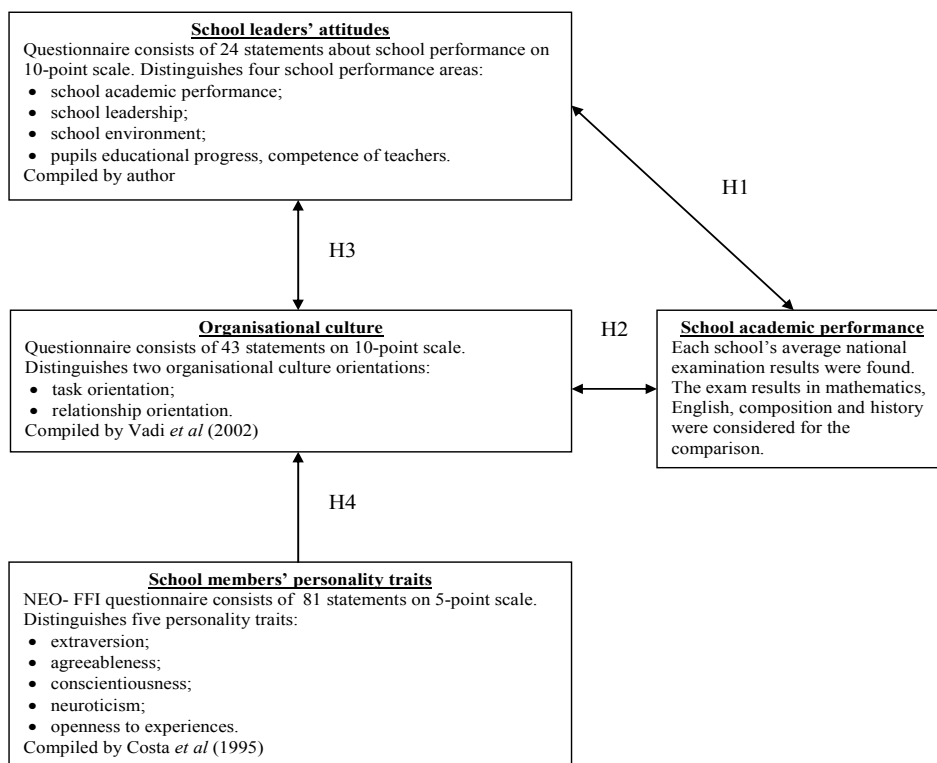 School leaders' attitudes
Questionnaire consists of 24 statements about school performance on
10-point scale. Distinguishes four school performance areas:
• school academic performance;
• school leadership;
• school environment;
• pupils educational progress, competence of teachers.
Compiled by author
H1
H3
Organisational culture
Questionnaire consists of 43 statements on 10-point scale.
Distinguishes two organisational culture orientations:
• task orientation;
• relationship orientation.
Compiled by Vadi et al (2002)
H2
School academic performance
Each school's average national
examination results were found.
The exam results in mathematics,
English, composition and history
were considered for the
comparison.
H4
School members' personality traits
NEO- FFI questionnaire consists of 81 statements on 5-point scale.
Distinguishes five personality traits:
• extraversion;
• agreeableness;
• conscientiousness;
• neuroticism;
• openness to experiences.
Compiled by Costa et al (1995)